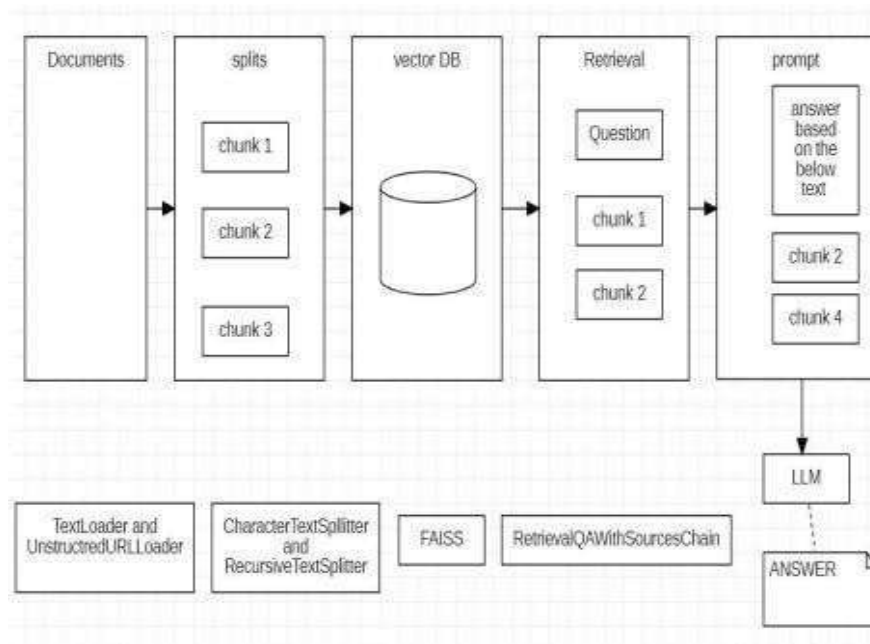 Documents
splits
chunk 1
chunk 2
chunk 3
vector DB
Retrieval
Question
chunk 1
chunk 2
prompt
answer
based
on the
below
text
chunk 2
chunk 4
LLM
ANSWER
TextLoader and
UnstructredURLLoader
CharacterTextSpllitter
and
RecursiveTextSplitter
FAISS
RetrievalQAWithSourcesChain